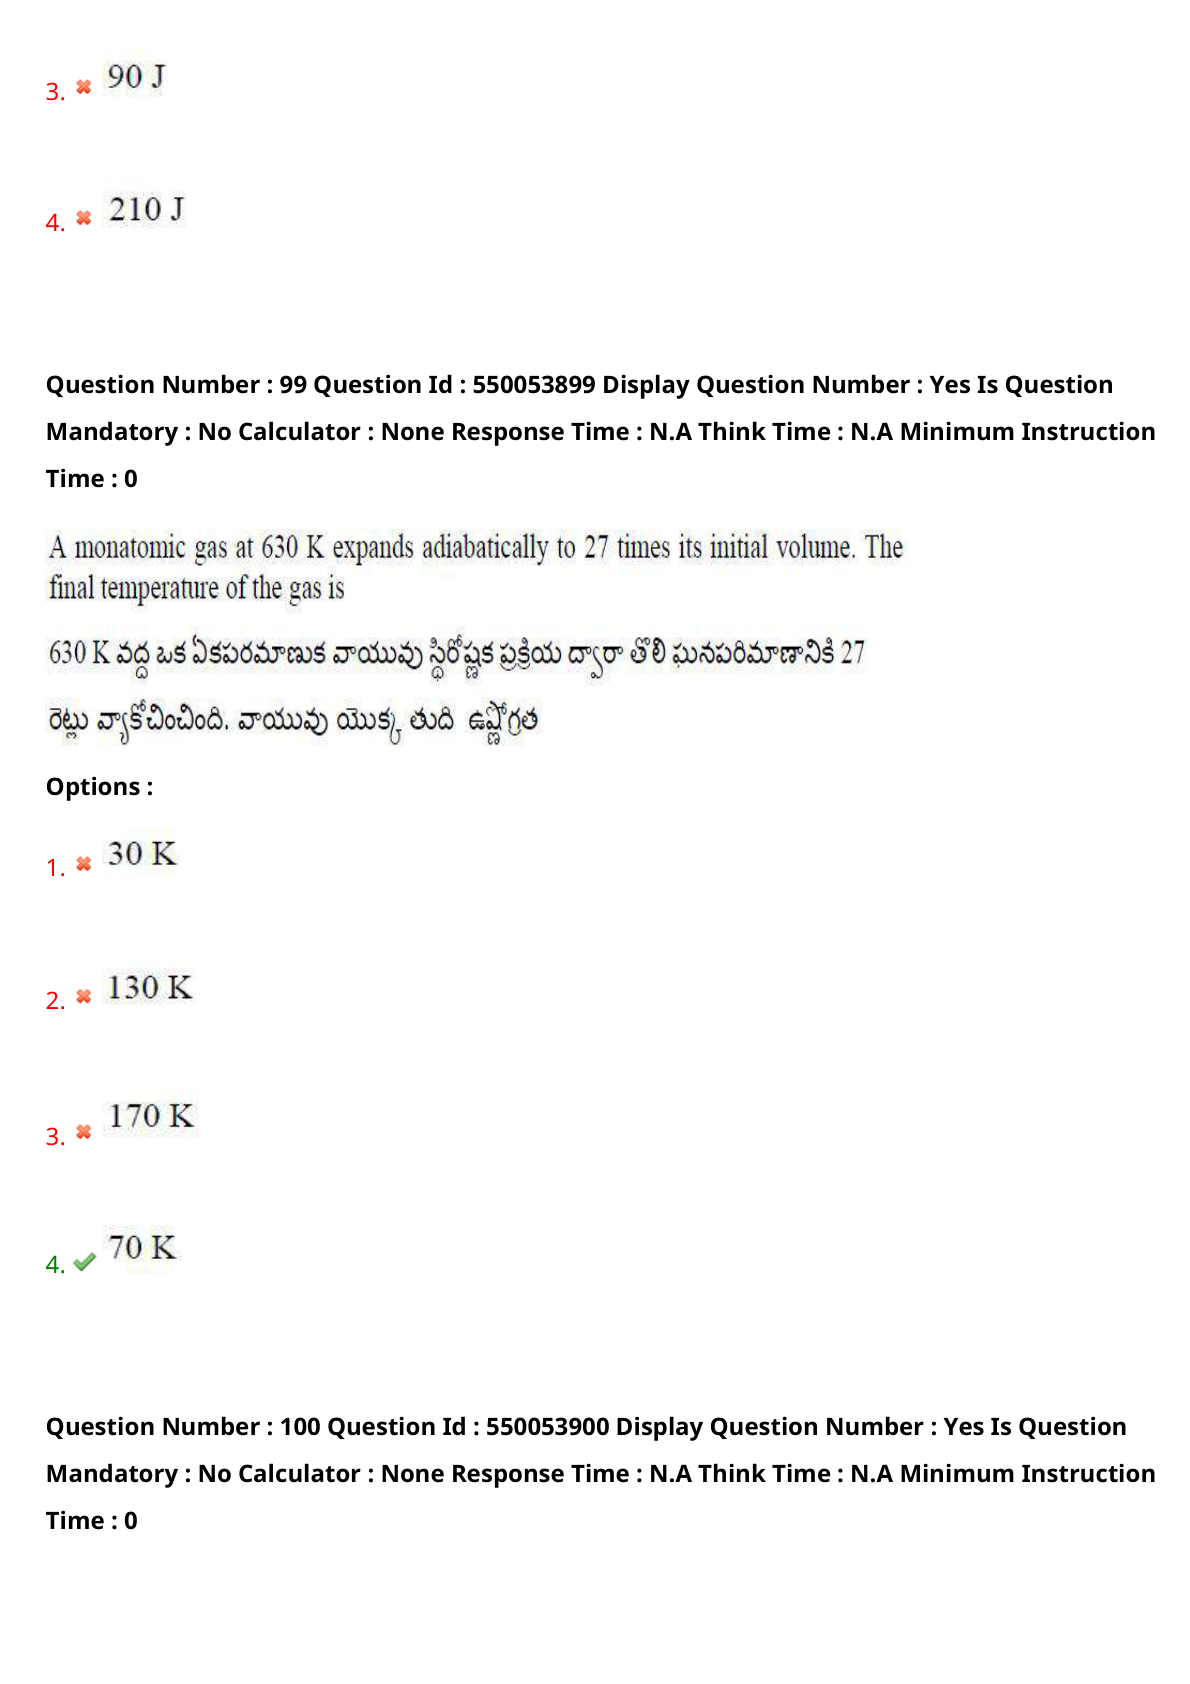 3. 90 J
4. 210 J
Question Number : 99 Question Id : 550053899 Display Question Number : Yes Is Question
Mandatory : No Calculator : None Response Time : N.A Think Time : N.A Minimum Instruction
Time : 0
A monatomic gas at 630 K expands adiabatically to 27 times its initial volume. The
final temperature of the gas is
630 K వద్ద ఒక ఏకపరమాణుక వాయువు స్థిరోష్ణక ప్రక్రియ ద్వారా తొలి ఘనపరిమాణానికి 27
రెట్లు వ్యాకోచించింది. వాయువు యొక్క తుది ఉష్ణోగ్రత
Options :
1. 30 K
2. 130 K
3. 170 K
4. 70 K
Question Number : 100 Question Id : 550053900 Display Question Number : Yes Is Question
Mandatory : No Calculator : None Response Time : N.A Think Time : N.A Minimum Instruction
Time : 0